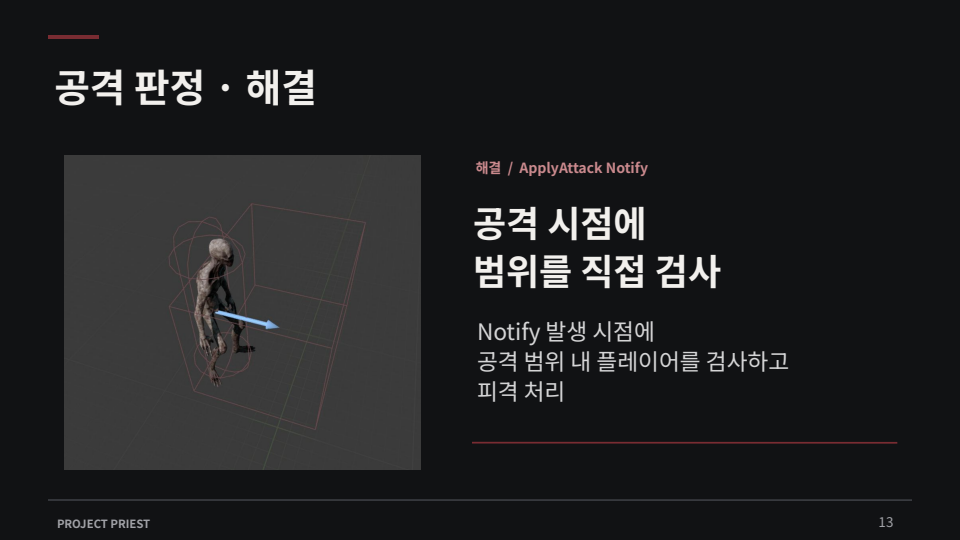 공격 판정 · 해결
해결 / ApplyAttack Notify
공격 시점에
범위를 직접 검사
Notify 발생 시점에
공격 범위 내 플레이어를 검사하고
피격 처리
PROJECT PRIEST
13